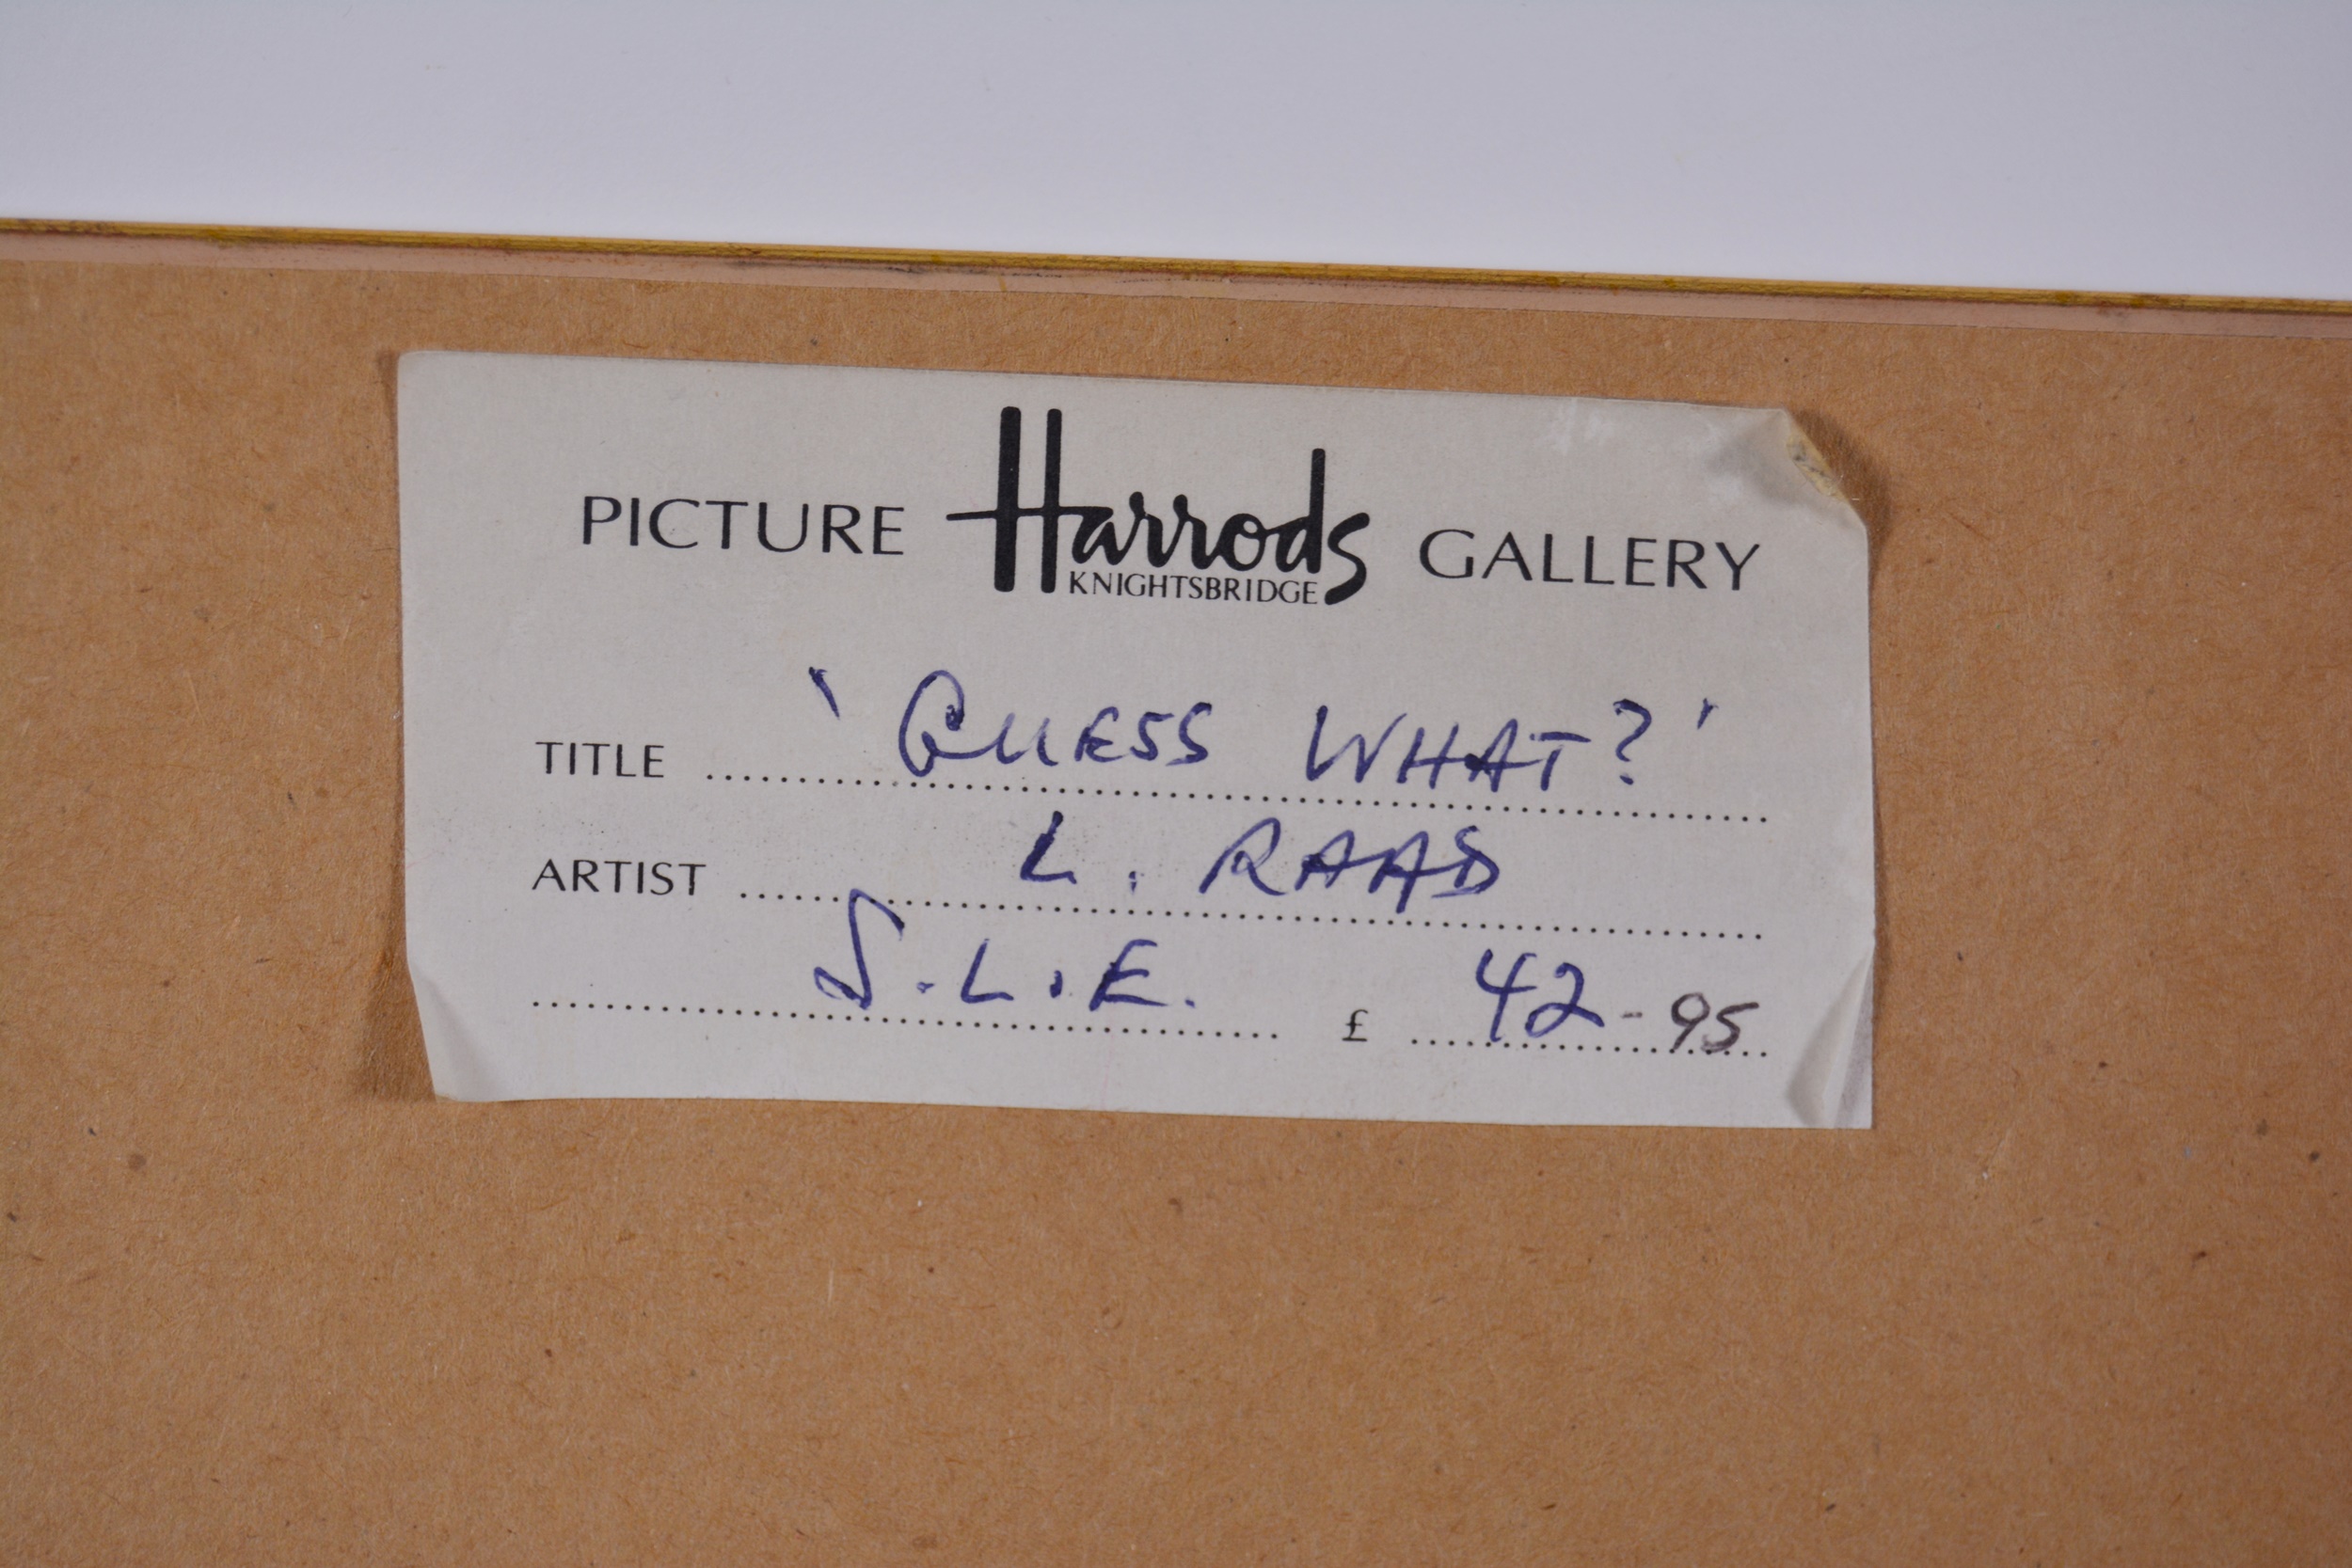 PICTURE Harrods GALLERY
KNIGHTSBRIDGE
TITLE 'GUESS WHAT?'
ARTIST L. RAAD
S.L.E. £ 42-95